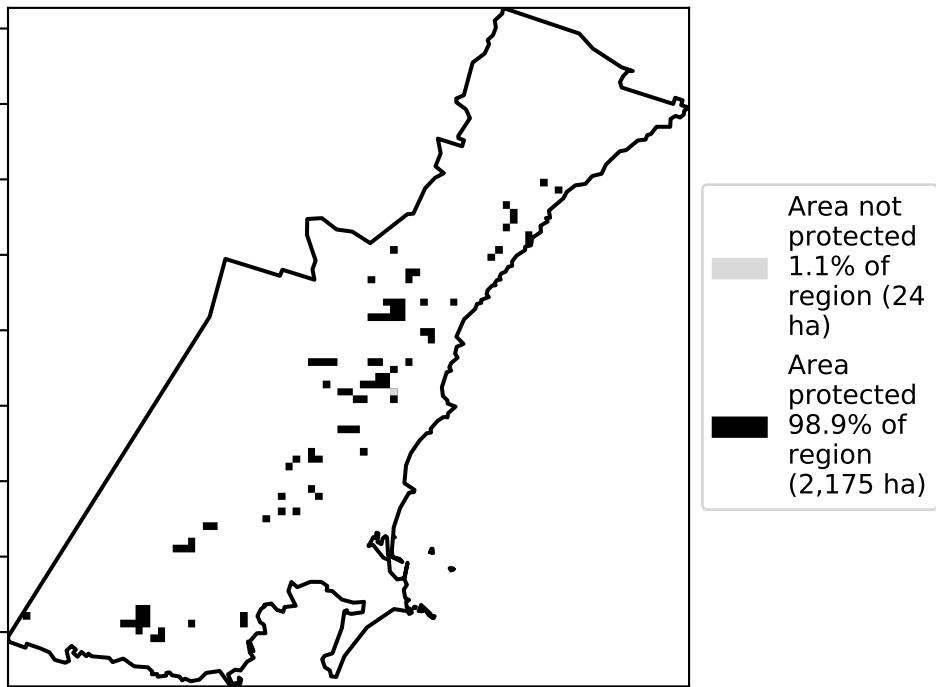 Area not
protected
1.1% of
region (24
ha)
Area
protected
98.9% of
region
(2,175 ha)